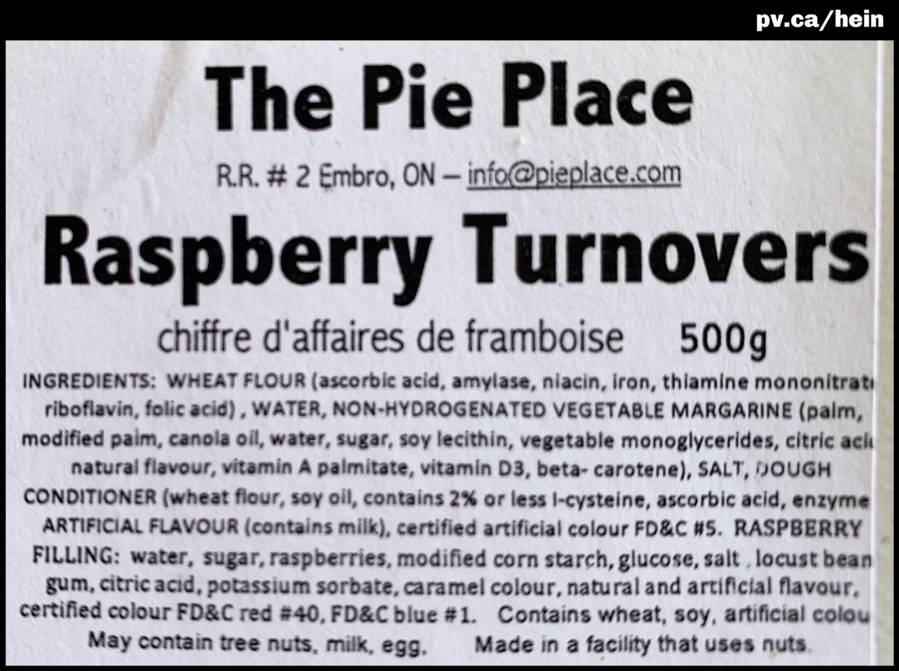 pv.ca/hein
The Pie Place
R.R. # 2 Embro, ON – info@pieplace.com
Raspberry Turnovers
chiffre d'affaires de framboise 500g
INGREDIENTS: WHEAT FLOUR (ascorbic acid, amylase, niacin, iron, thiamine mononitrat
riboflavin, folic acid) , WATER, NON-HYDROGENATED VEGETABLE MARGARINE (palm,
modified palm, canola oil, water, sugar, soy lecithin, vegetable monoglycerides, citric aci
natural flavour, vitamin A palmitate, vitamin D3, beta- carotene), SALT, DOUGH
CONDITIONER (wheat flour, soy oil, contains 2% or less l-cysteine, ascorbic acid, enzyme
ARTIFICIAL FLAVOUR (contains milk), certified artificial colour FD&C #5. RASPBERRY
FILLING: water, sugar, raspberries, modified corn starch, glucose, salt , locust bean
gum, citric acid, potassium sorbate, caramel colour, natural and artificial flavour,
certified colour FD&C red #40, FD&C blue #1. Contains wheat, soy, artificial colou
May contain tree nuts, milk, egg. Made in a facility that uses nuts.